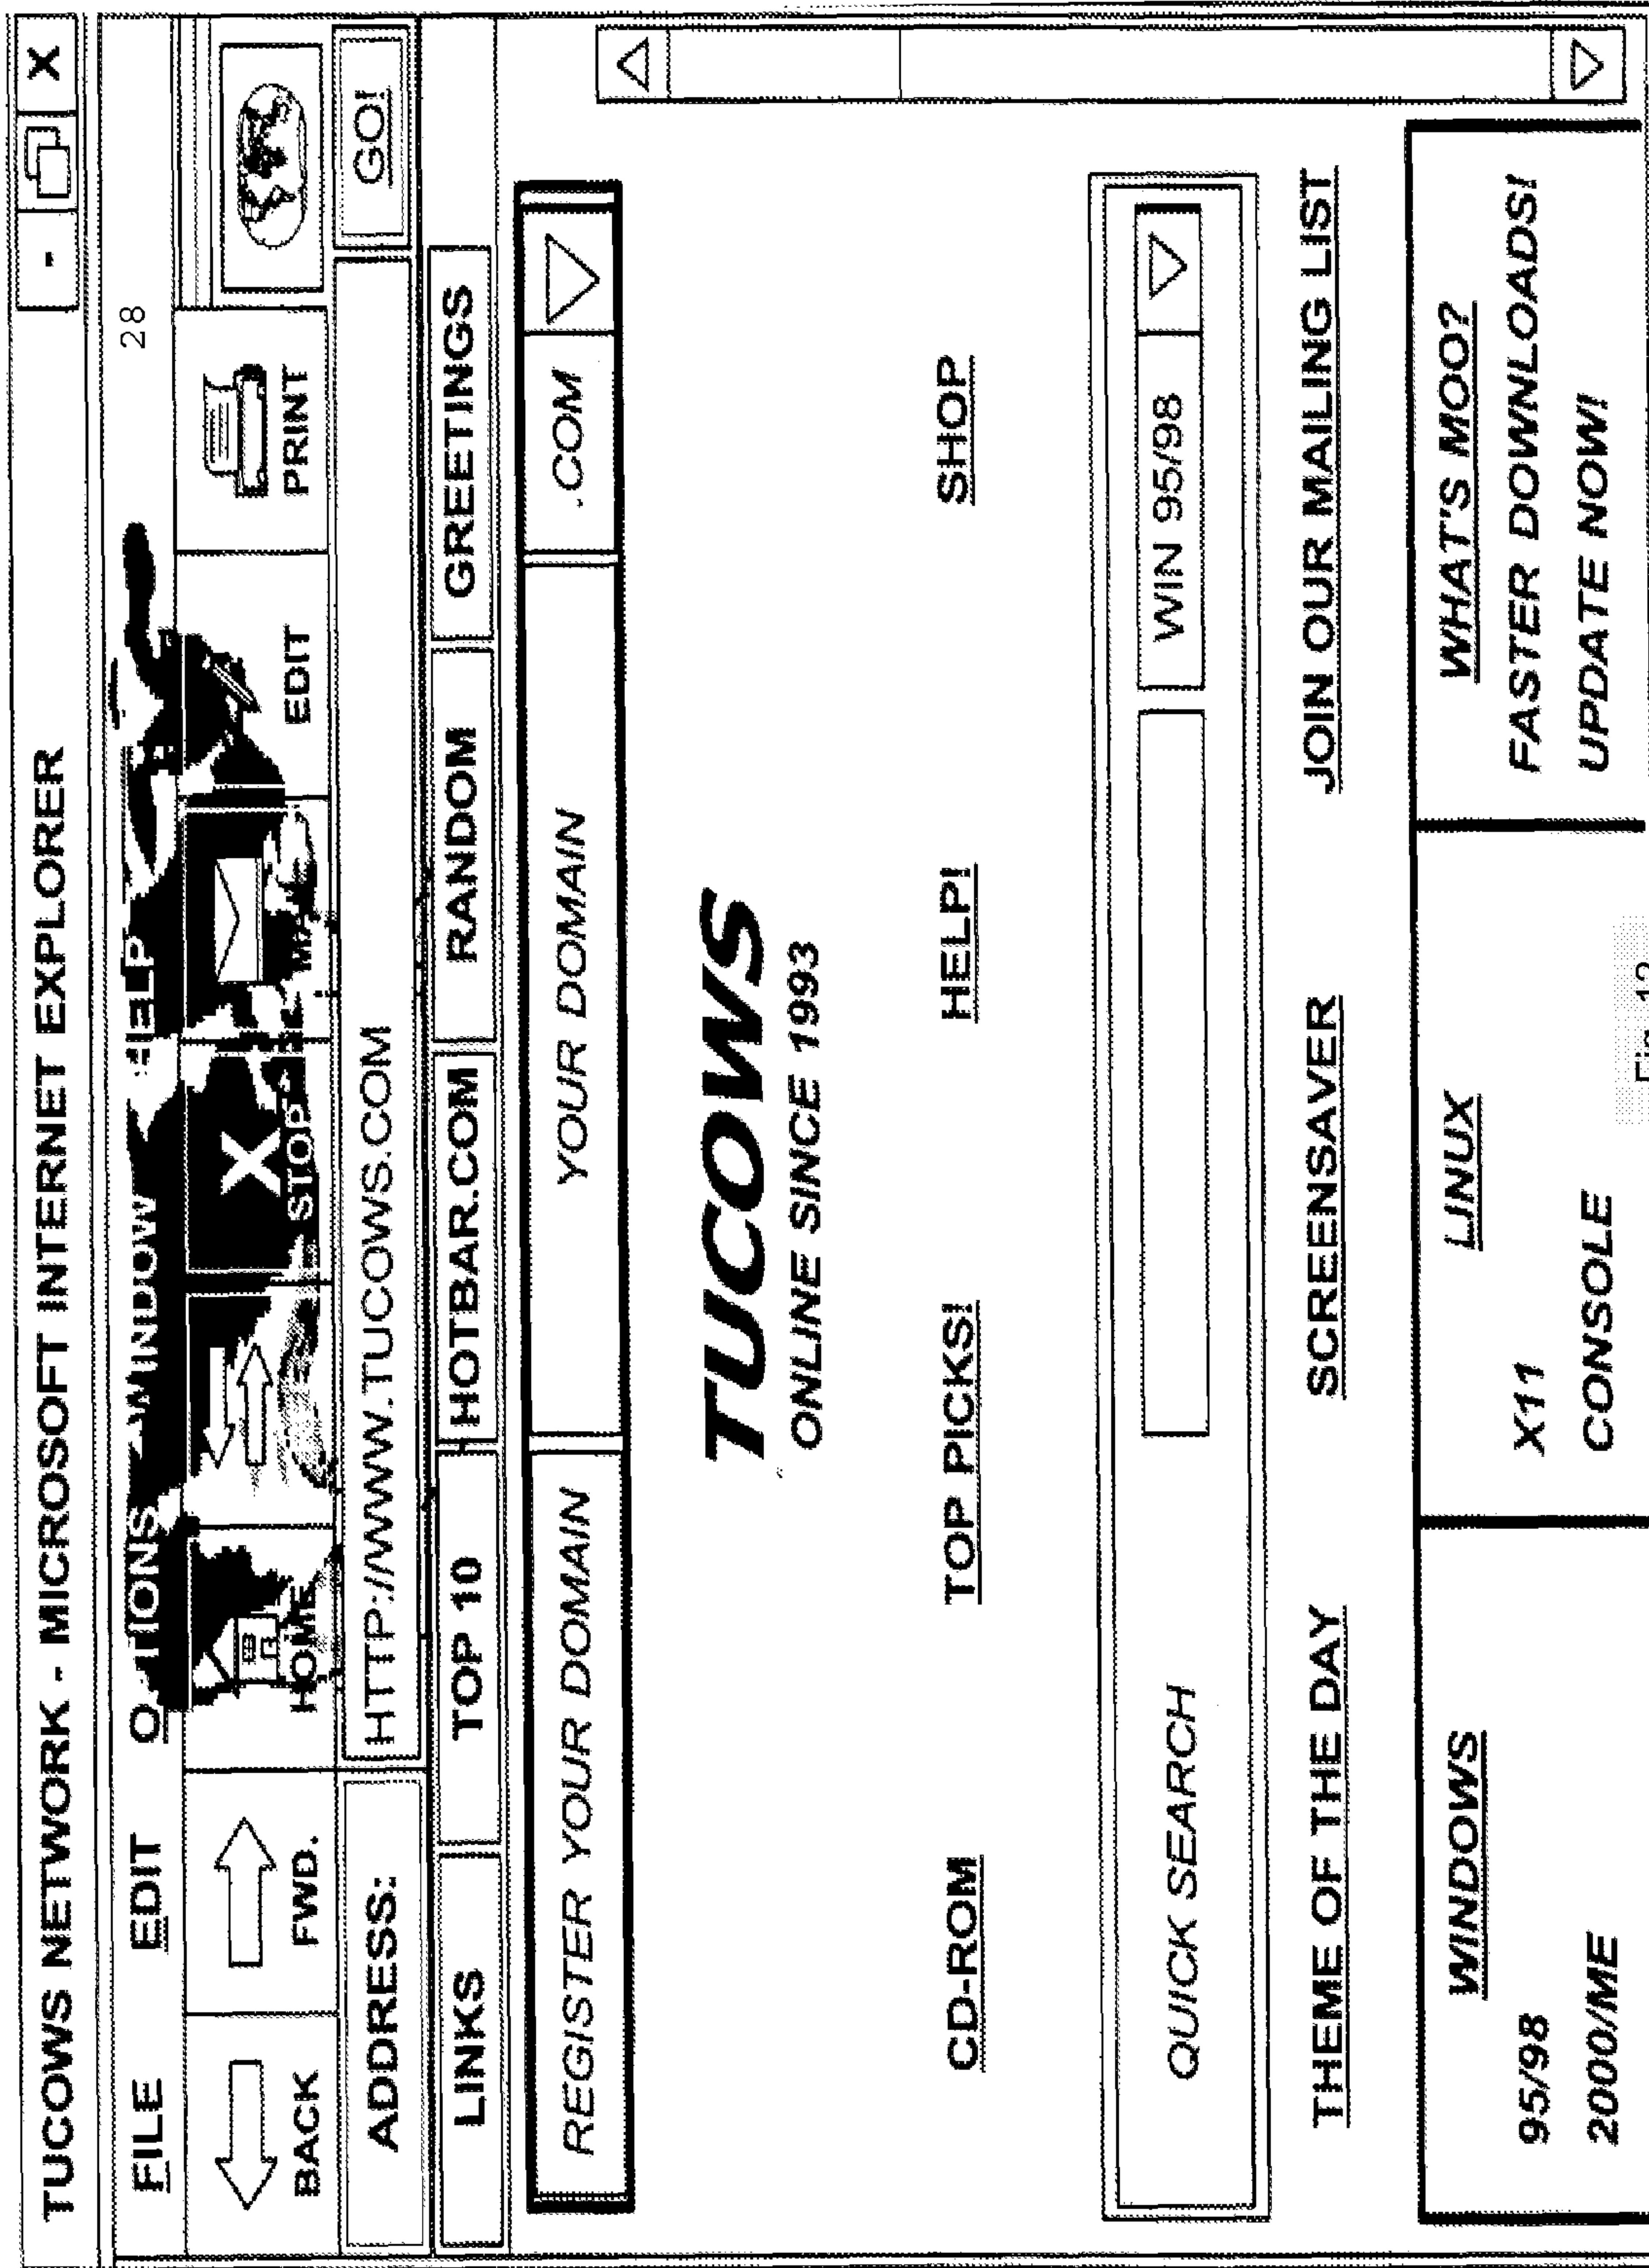 TUCOWS NETWORK - MICROSOFT INTERNET EXPLORER - X
FILE EDIT WINDOW 28
BACK FWD. HOME STOP EDIT PRINT
ADDRESS: HTTP://WWW.TUCOWS.COM GO!
LINKS TOP 10 HOTBAR.COM RANDOM GREETINGS
REGISTER YOUR DOMAIN YOUR DOMAIN .COM
TUCOWS
ONLINE SINCE 1993
CD-ROM TOP PICKS! HELP! SHOP
QUICK SEARCH WIN 95/98
THEME OF THE DAY SCREENSAVER JOIN OUR MAILING LIST
WINDOWS LINUX WHAT'S MOO?
95/98 X11 FASTER DOWNLOADS!
2000/ME CONSOLE UPDATE NOW!